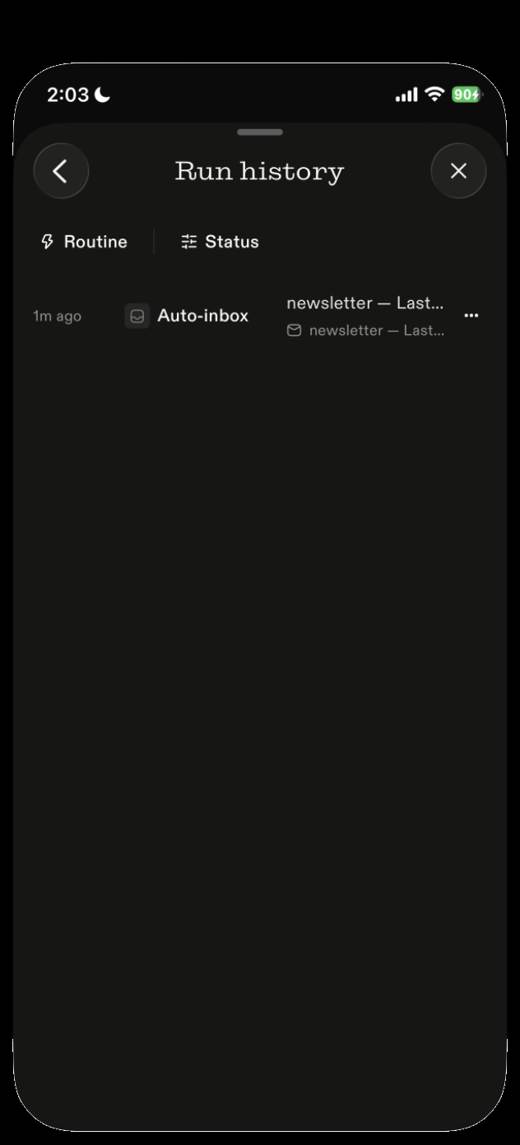 2:03
90
Run history
Routine
Status
1m ago
Auto-inbox
newsletter — Last...
newsletter — Last...